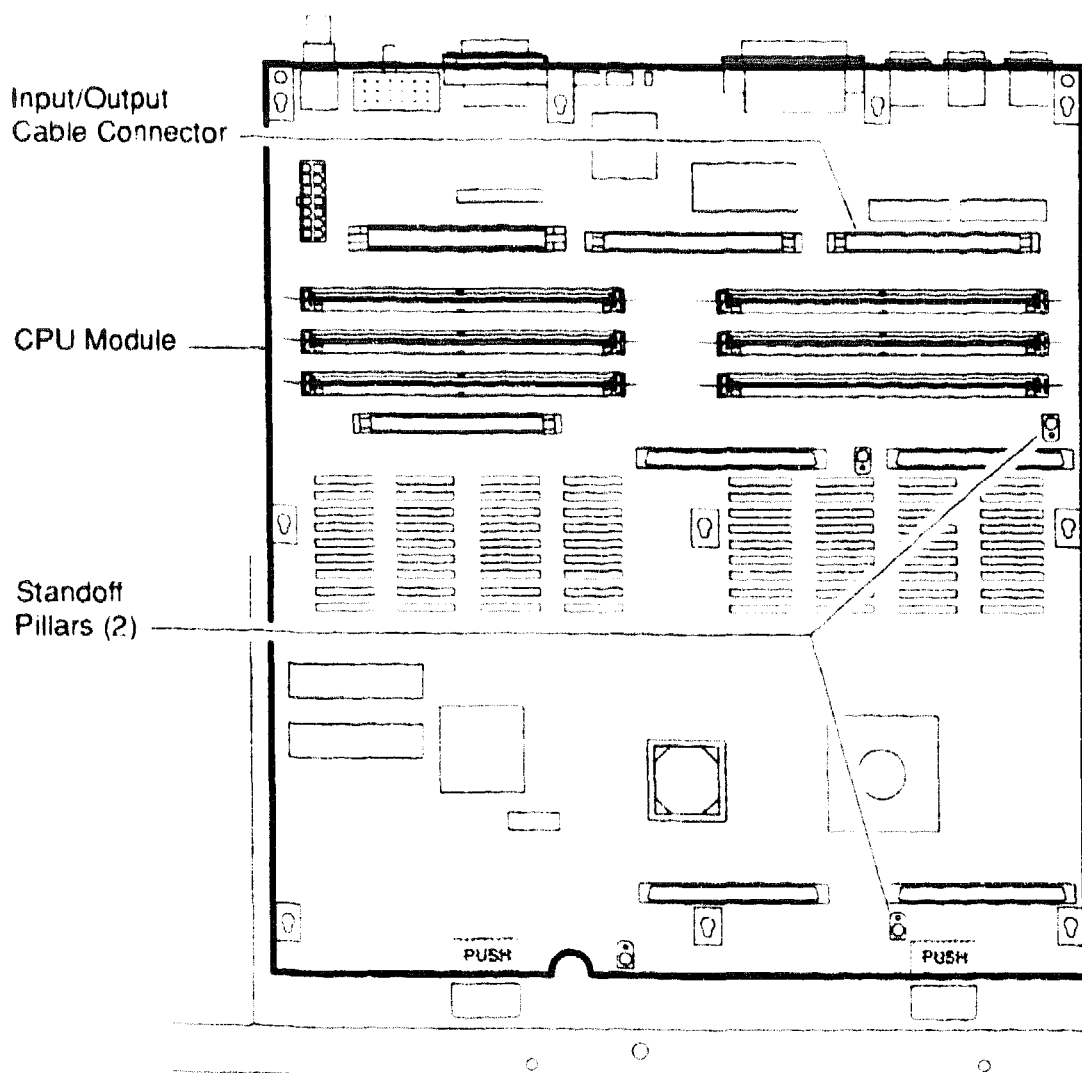 Input/Output
Cable Connector
CPU Module
Standoff
Pillars (2)
PUSH
PUSH